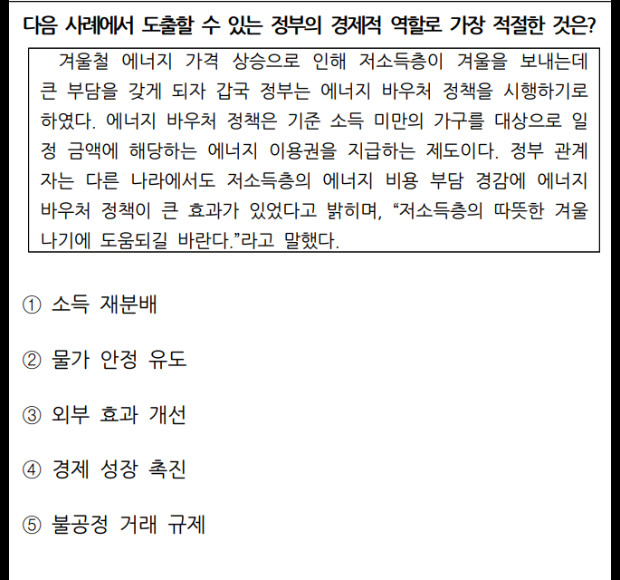 다음 사례에서 도출할 수 있는 정부의 경제적 역할로 가장 적절한 것은?
겨울철 에너지 가격 상승으로 인해 저소득층이 겨울을 보내는데
큰 부담을 갖게 되자 갑국 정부는 에너지 바우처 정책을 시행하기로
하였다. 에너지 바우처 정책은 기준 소득 미만의 가구를 대상으로 일
정 금액에 해당하는 에너지 이용권을 지급하는 제도이다. 정부 관계
자는 다른 나라에서도 저소득층의 에너지 비용 부담 경감에 에너지
바우처 정책이 큰 효과가 있었다고 밝히며, “저소득층의 따뜻한 겨울
나기에 도움되길 바란다.”라고 말했다.
① 소득 재분배
② 물가 안정 유도
③ 외부 효과 개선
④ 경제 성장 촉진
⑤ 불공정 거래 규제